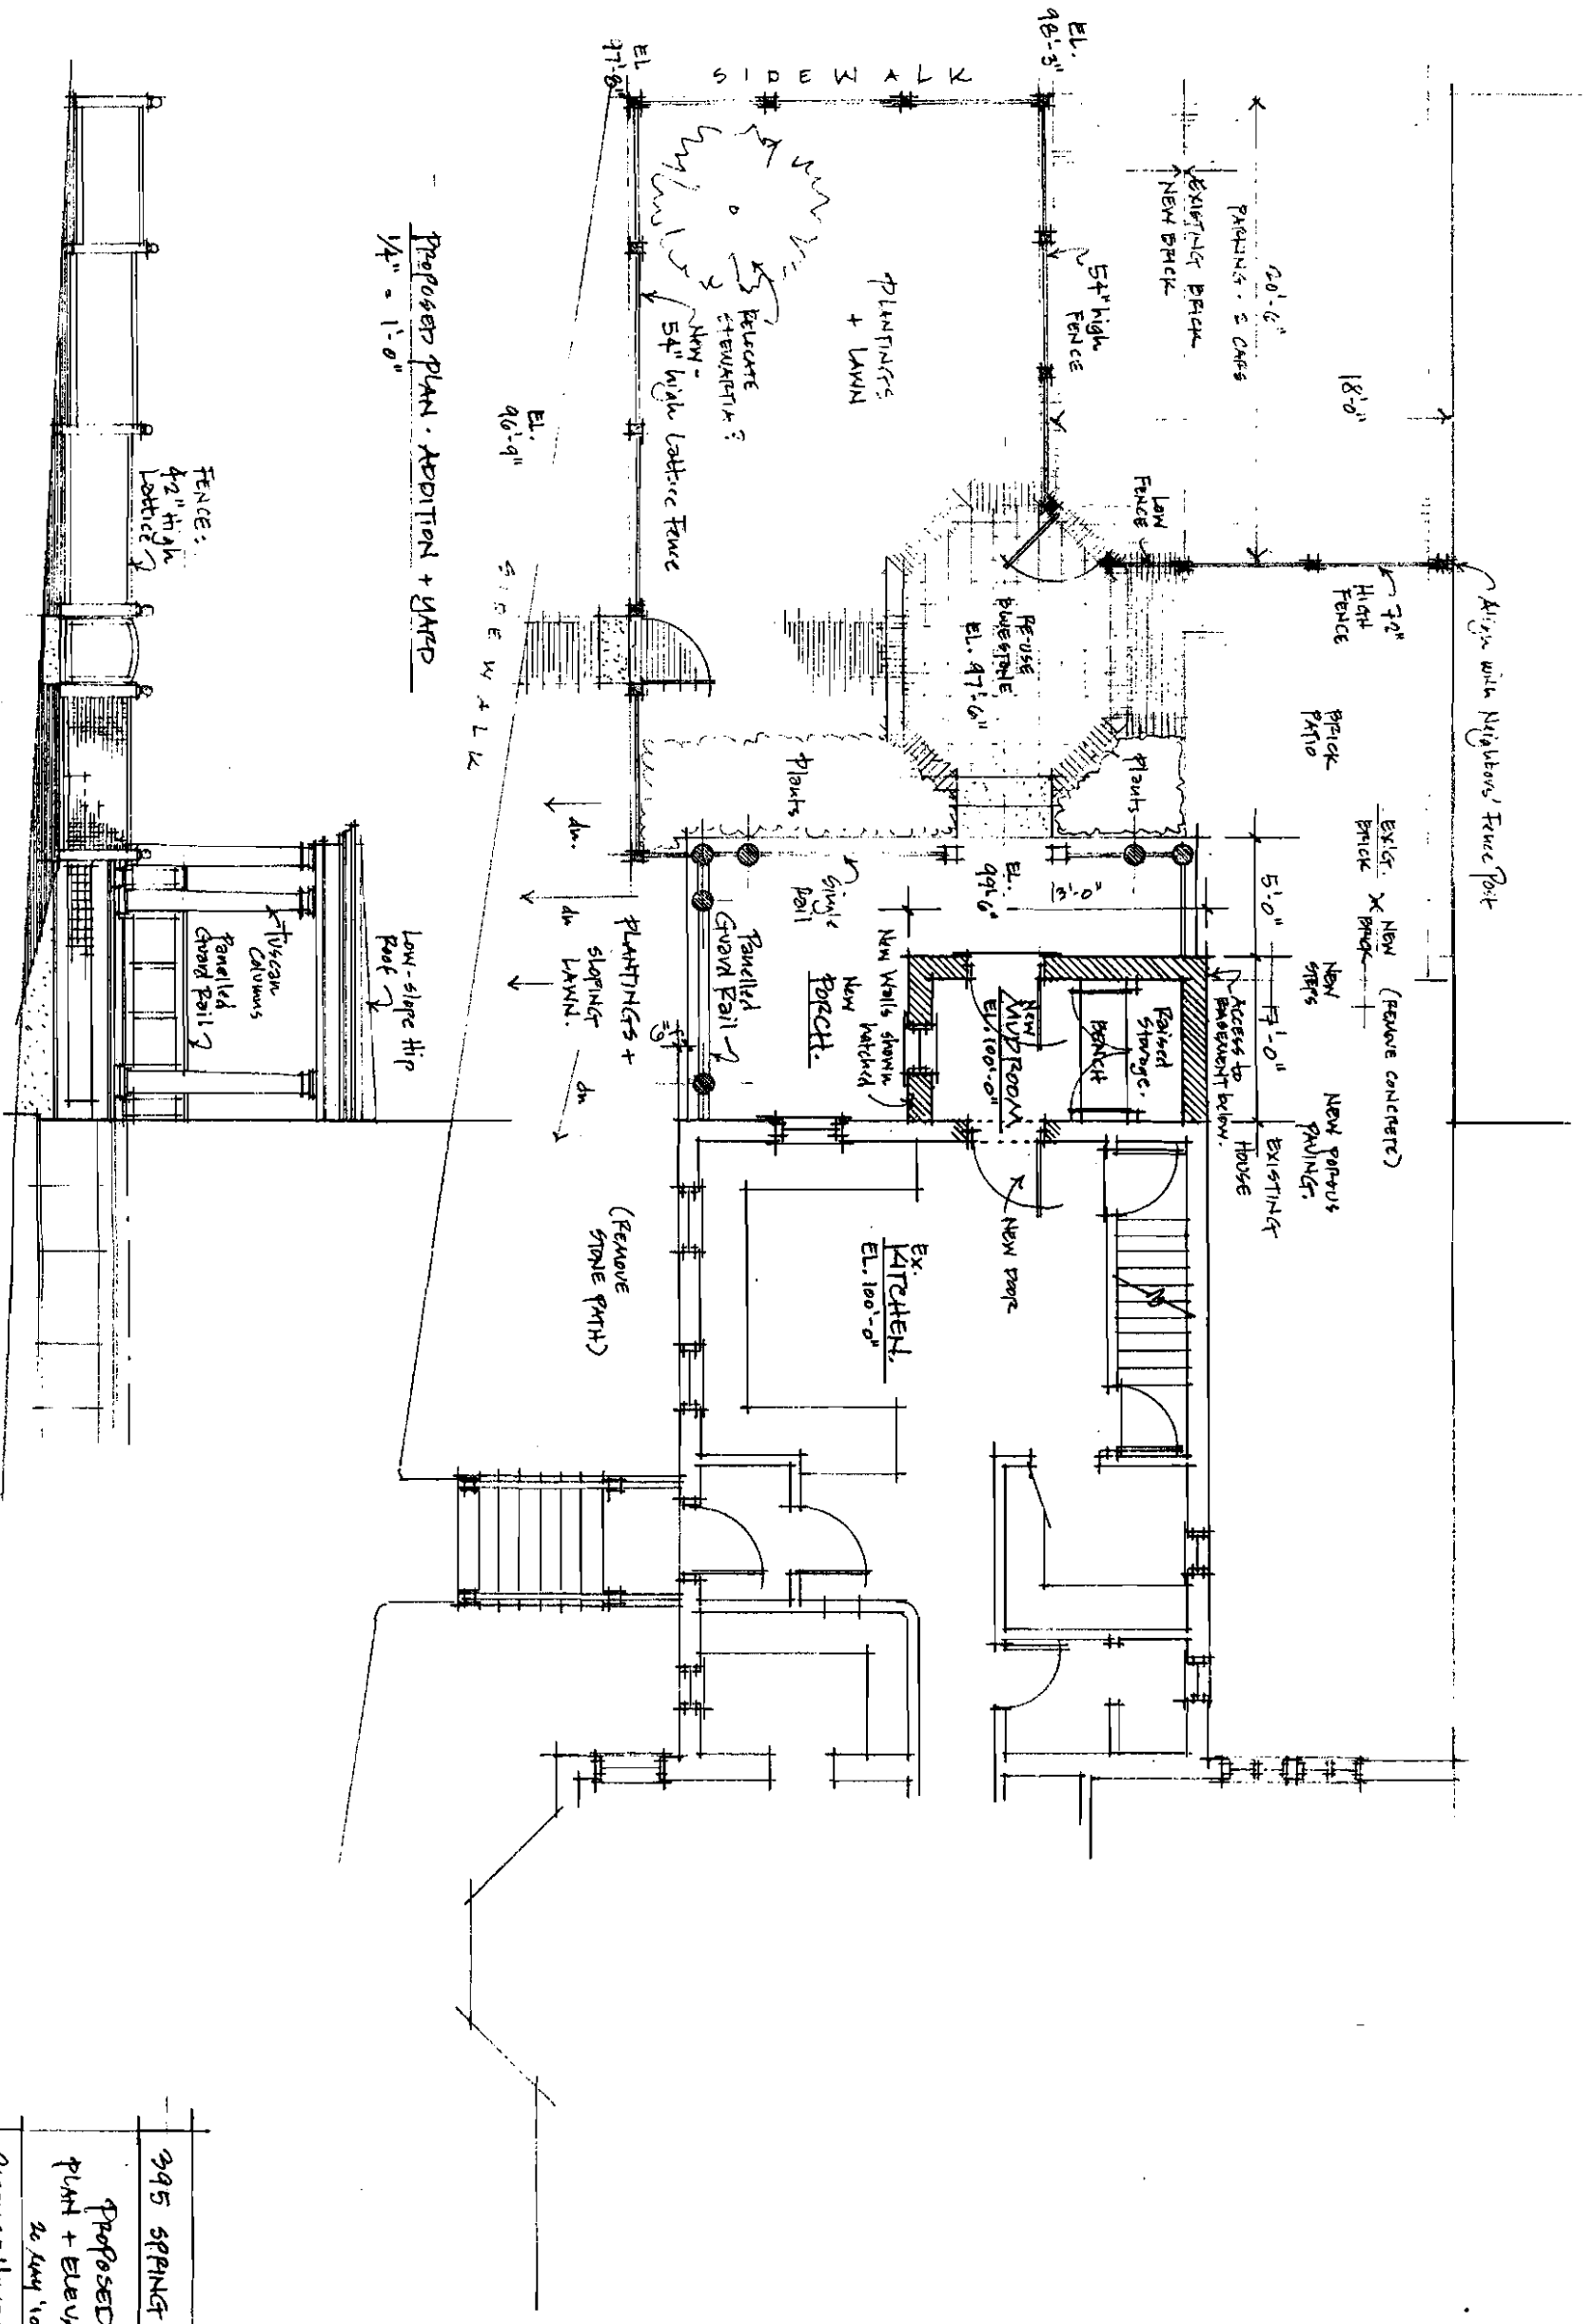 Align with Neighbors' Fence Post
18'-0"
72"
HIGH
FENCE
BRICK
PATIO
EXIST.
BRICK
NEW
BRICK
(REMOVE CONCRETE)
NEW
STEPS
NEW POROUS
PAVING.
20'-6"
PARKING · 2 CARS
EXISTING BRICK
NEW BRICK
LOW
FENCE
5'-0"
7'-0"
EXISTING
HOUSE
ACCESS to
BASEMENT below.
EL.
98'-3"
54" high
FENCE
SIDEWALK
PLANTINGS
+ LAWN
RE-USE
BLUESTONE
EL. 97'-6"
Plants
Plants
EL.
99'-6"
Raised
Storage.
BENCH
NEW
MUDROOM
EL. 100'-0"
NEW DOOR
Single
Rail
New Walls shown
hatched
New
PORCH.
Panelled
Guard Rail
EX.
KITCHEN.
EL. 100'-0"
RELOCATE
STEWARTIA?
NEW -
54" high Lattice Fence
EL
97'-8"
EL.
96'-9"
SIDEWALK
dn.
dn
dn
PLANTINGS +
SLOPING
LAWN.
(REMOVE
STONE PATH)
PROPOSED PLAN · ADDITION + YARD
1/4" = 1'-0"
FENCE:
42" High
Lattice
Low-slope Hip
Roof
Tuscan
Columns
Panelled
Guard Rail
395 SPRING
PROPOSED
PLAN + ELEV